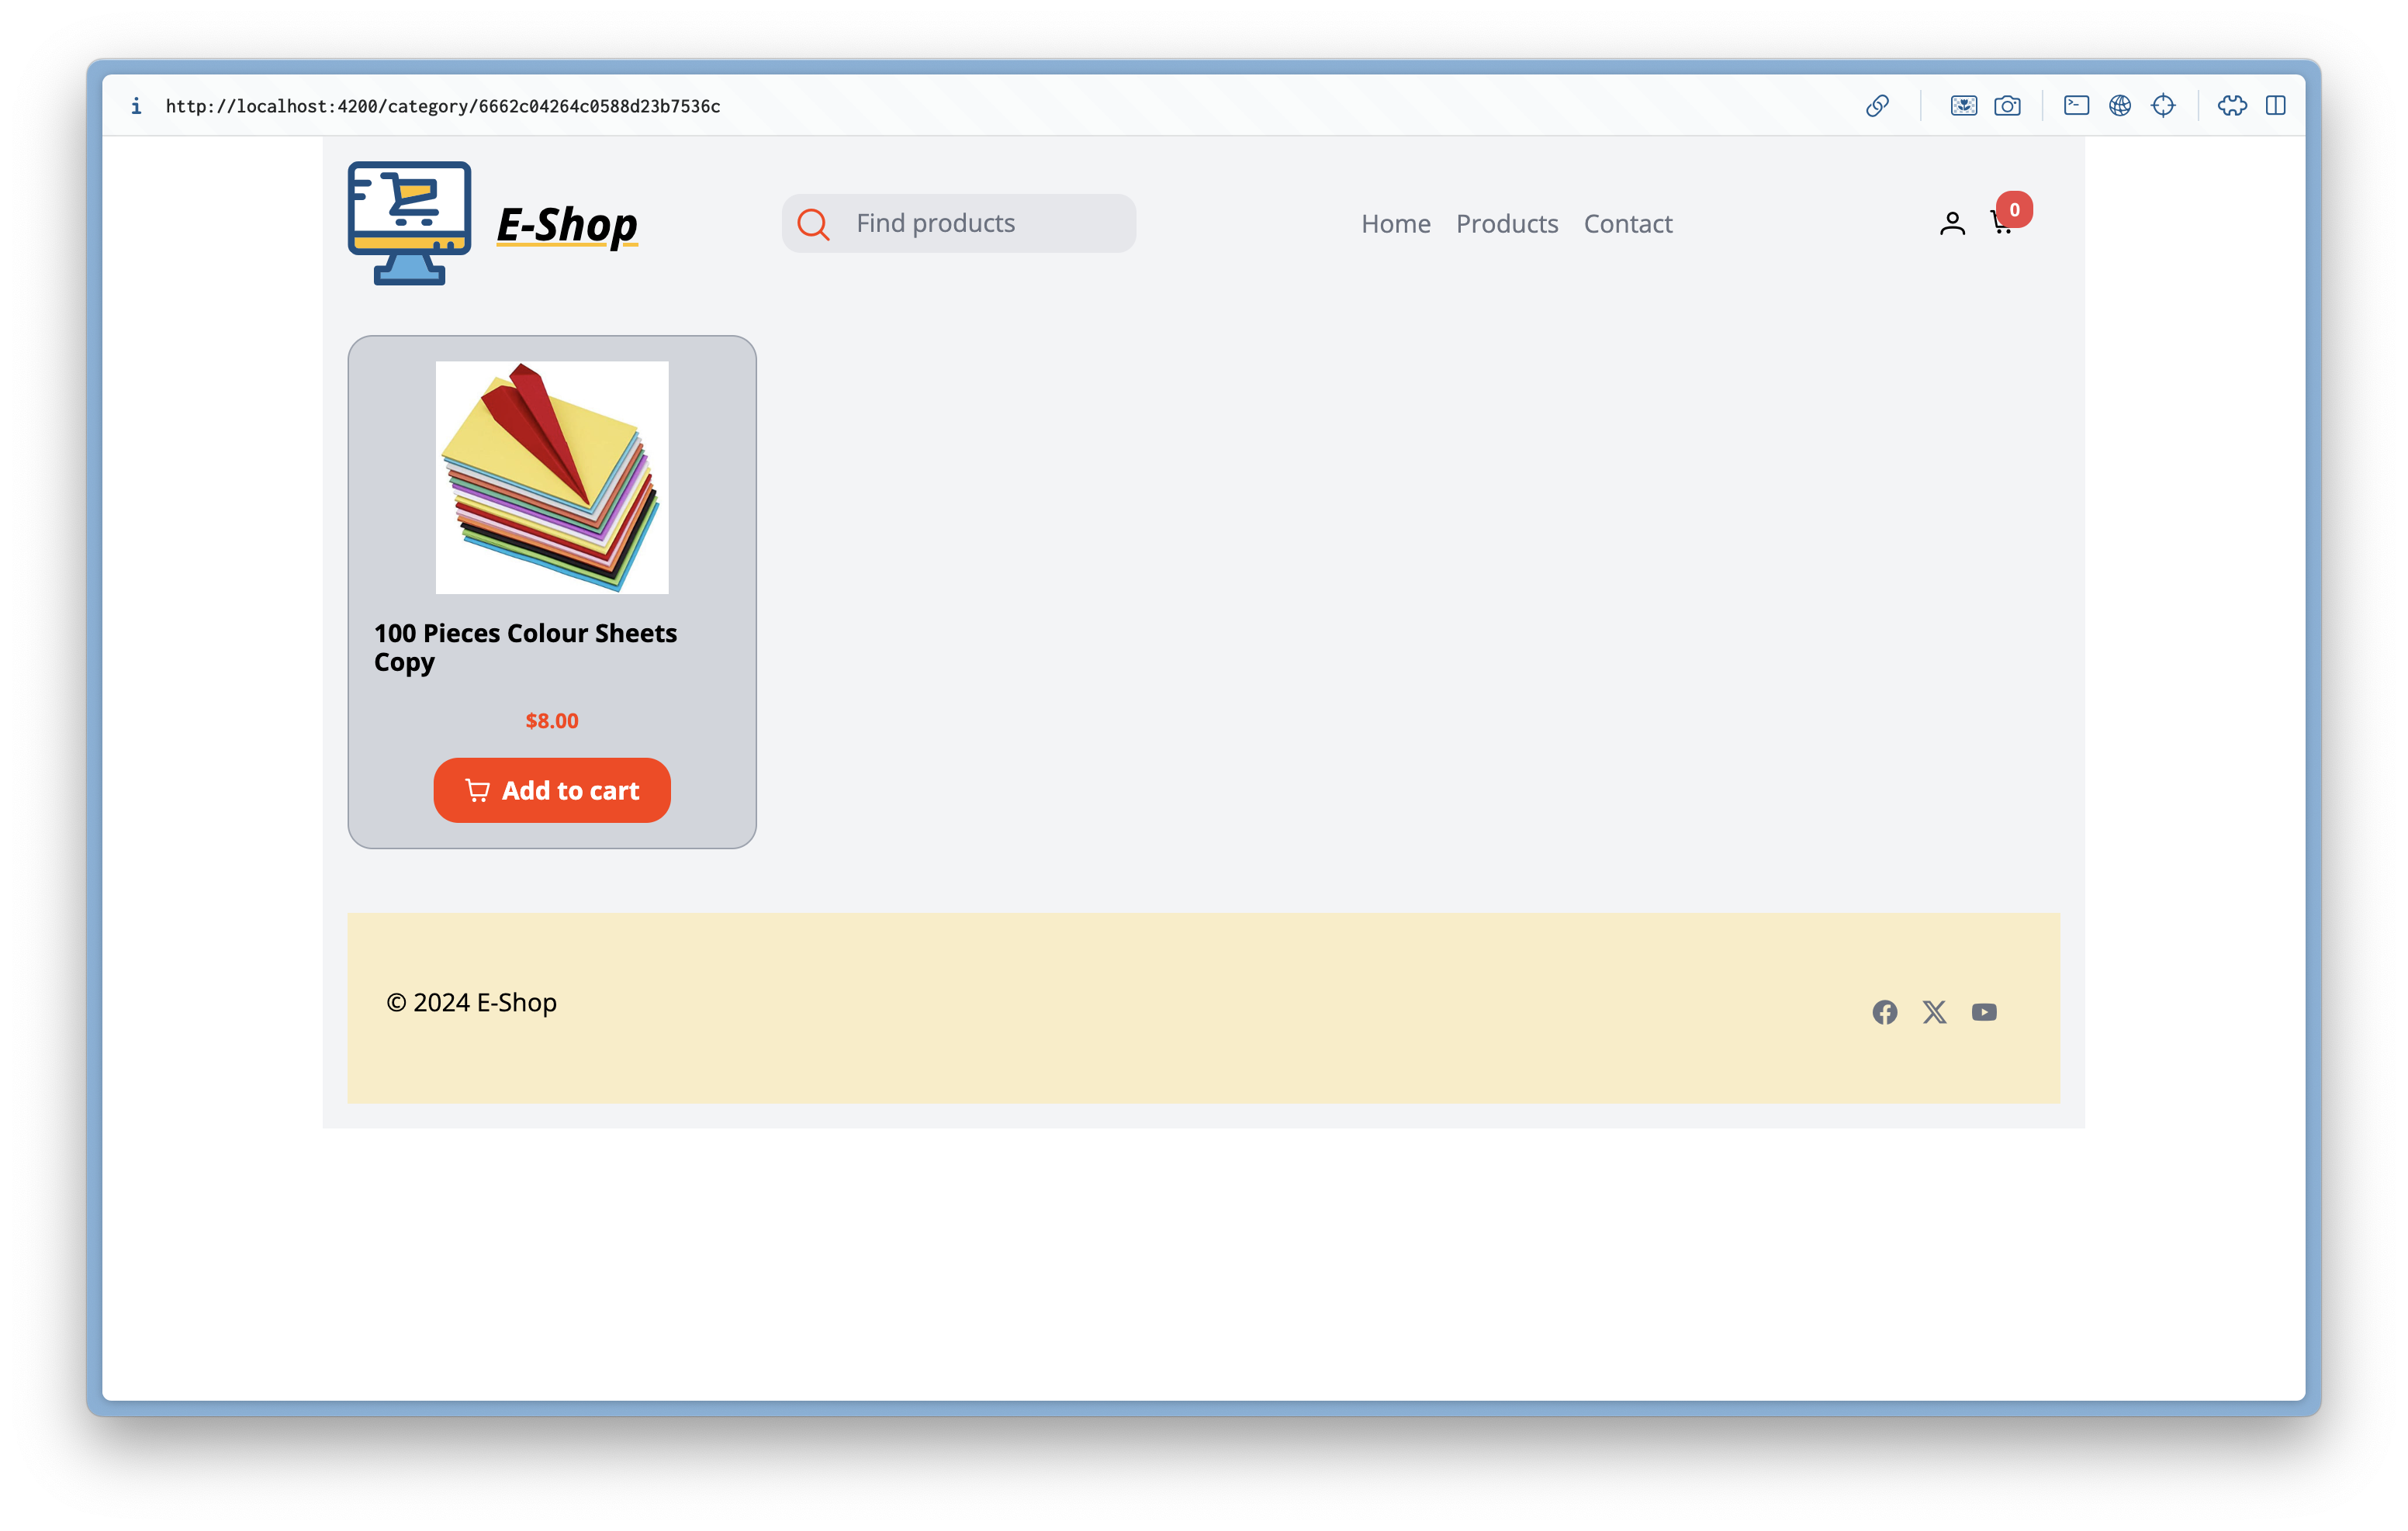 http://localhost:4200/category/6662c04264c0588d23b7536c
E-Shop
Find products
Home Products Contact
0
100 Pieces Colour Sheets
Copy
$8.00
Add to cart
© 2024 E-Shop